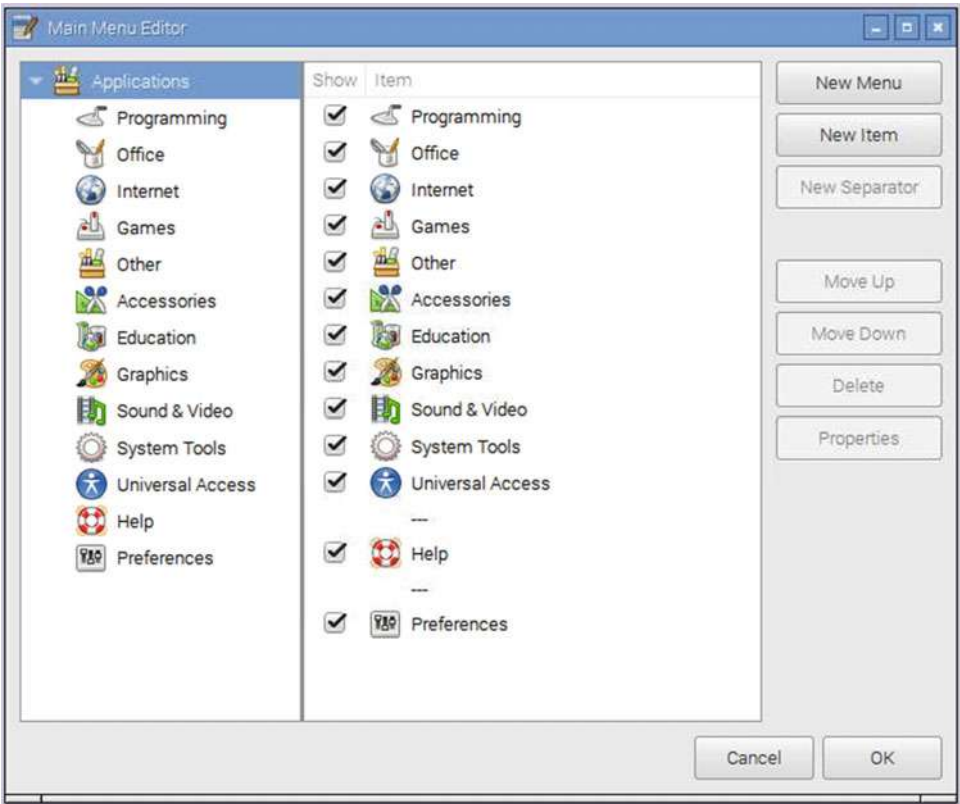 Main Menu Editor
Applications
Programming
Office
Internet
Games
Other
Accessories
Education
Graphics
Sound & Video
System Tools
Universal Access
Help
Preferences
Show Item
Programming
Office
Internet
Games
Other
Accessories
Education
Graphics
Sound & Video
System Tools
Universal Access
---
Help
---
Preferences
New Menu
New Item
New Separator
Move Up
Move Down
Delete
Properties
Cancel OK